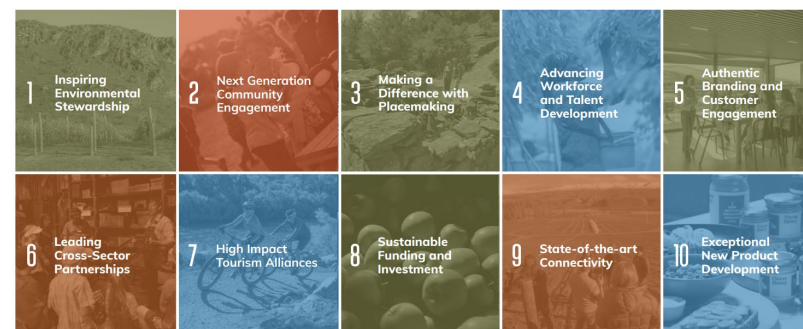 1
Inspiring
Environmental
Stewardship
2
Next Generation
Community
Engagement
3
Making a
Difference with
Placemaking
4
Advancing
Workforce
and Talent
Development
5
Authentic
Branding and
Customer
Engagement
6
Leading
Cross-Sector
Partnerships
7
High Impact
Tourism Alliances
8
Sustainable
Funding and
Investment
9
State-of-the-art
Connectivity
10
Exceptional
New Product
Development